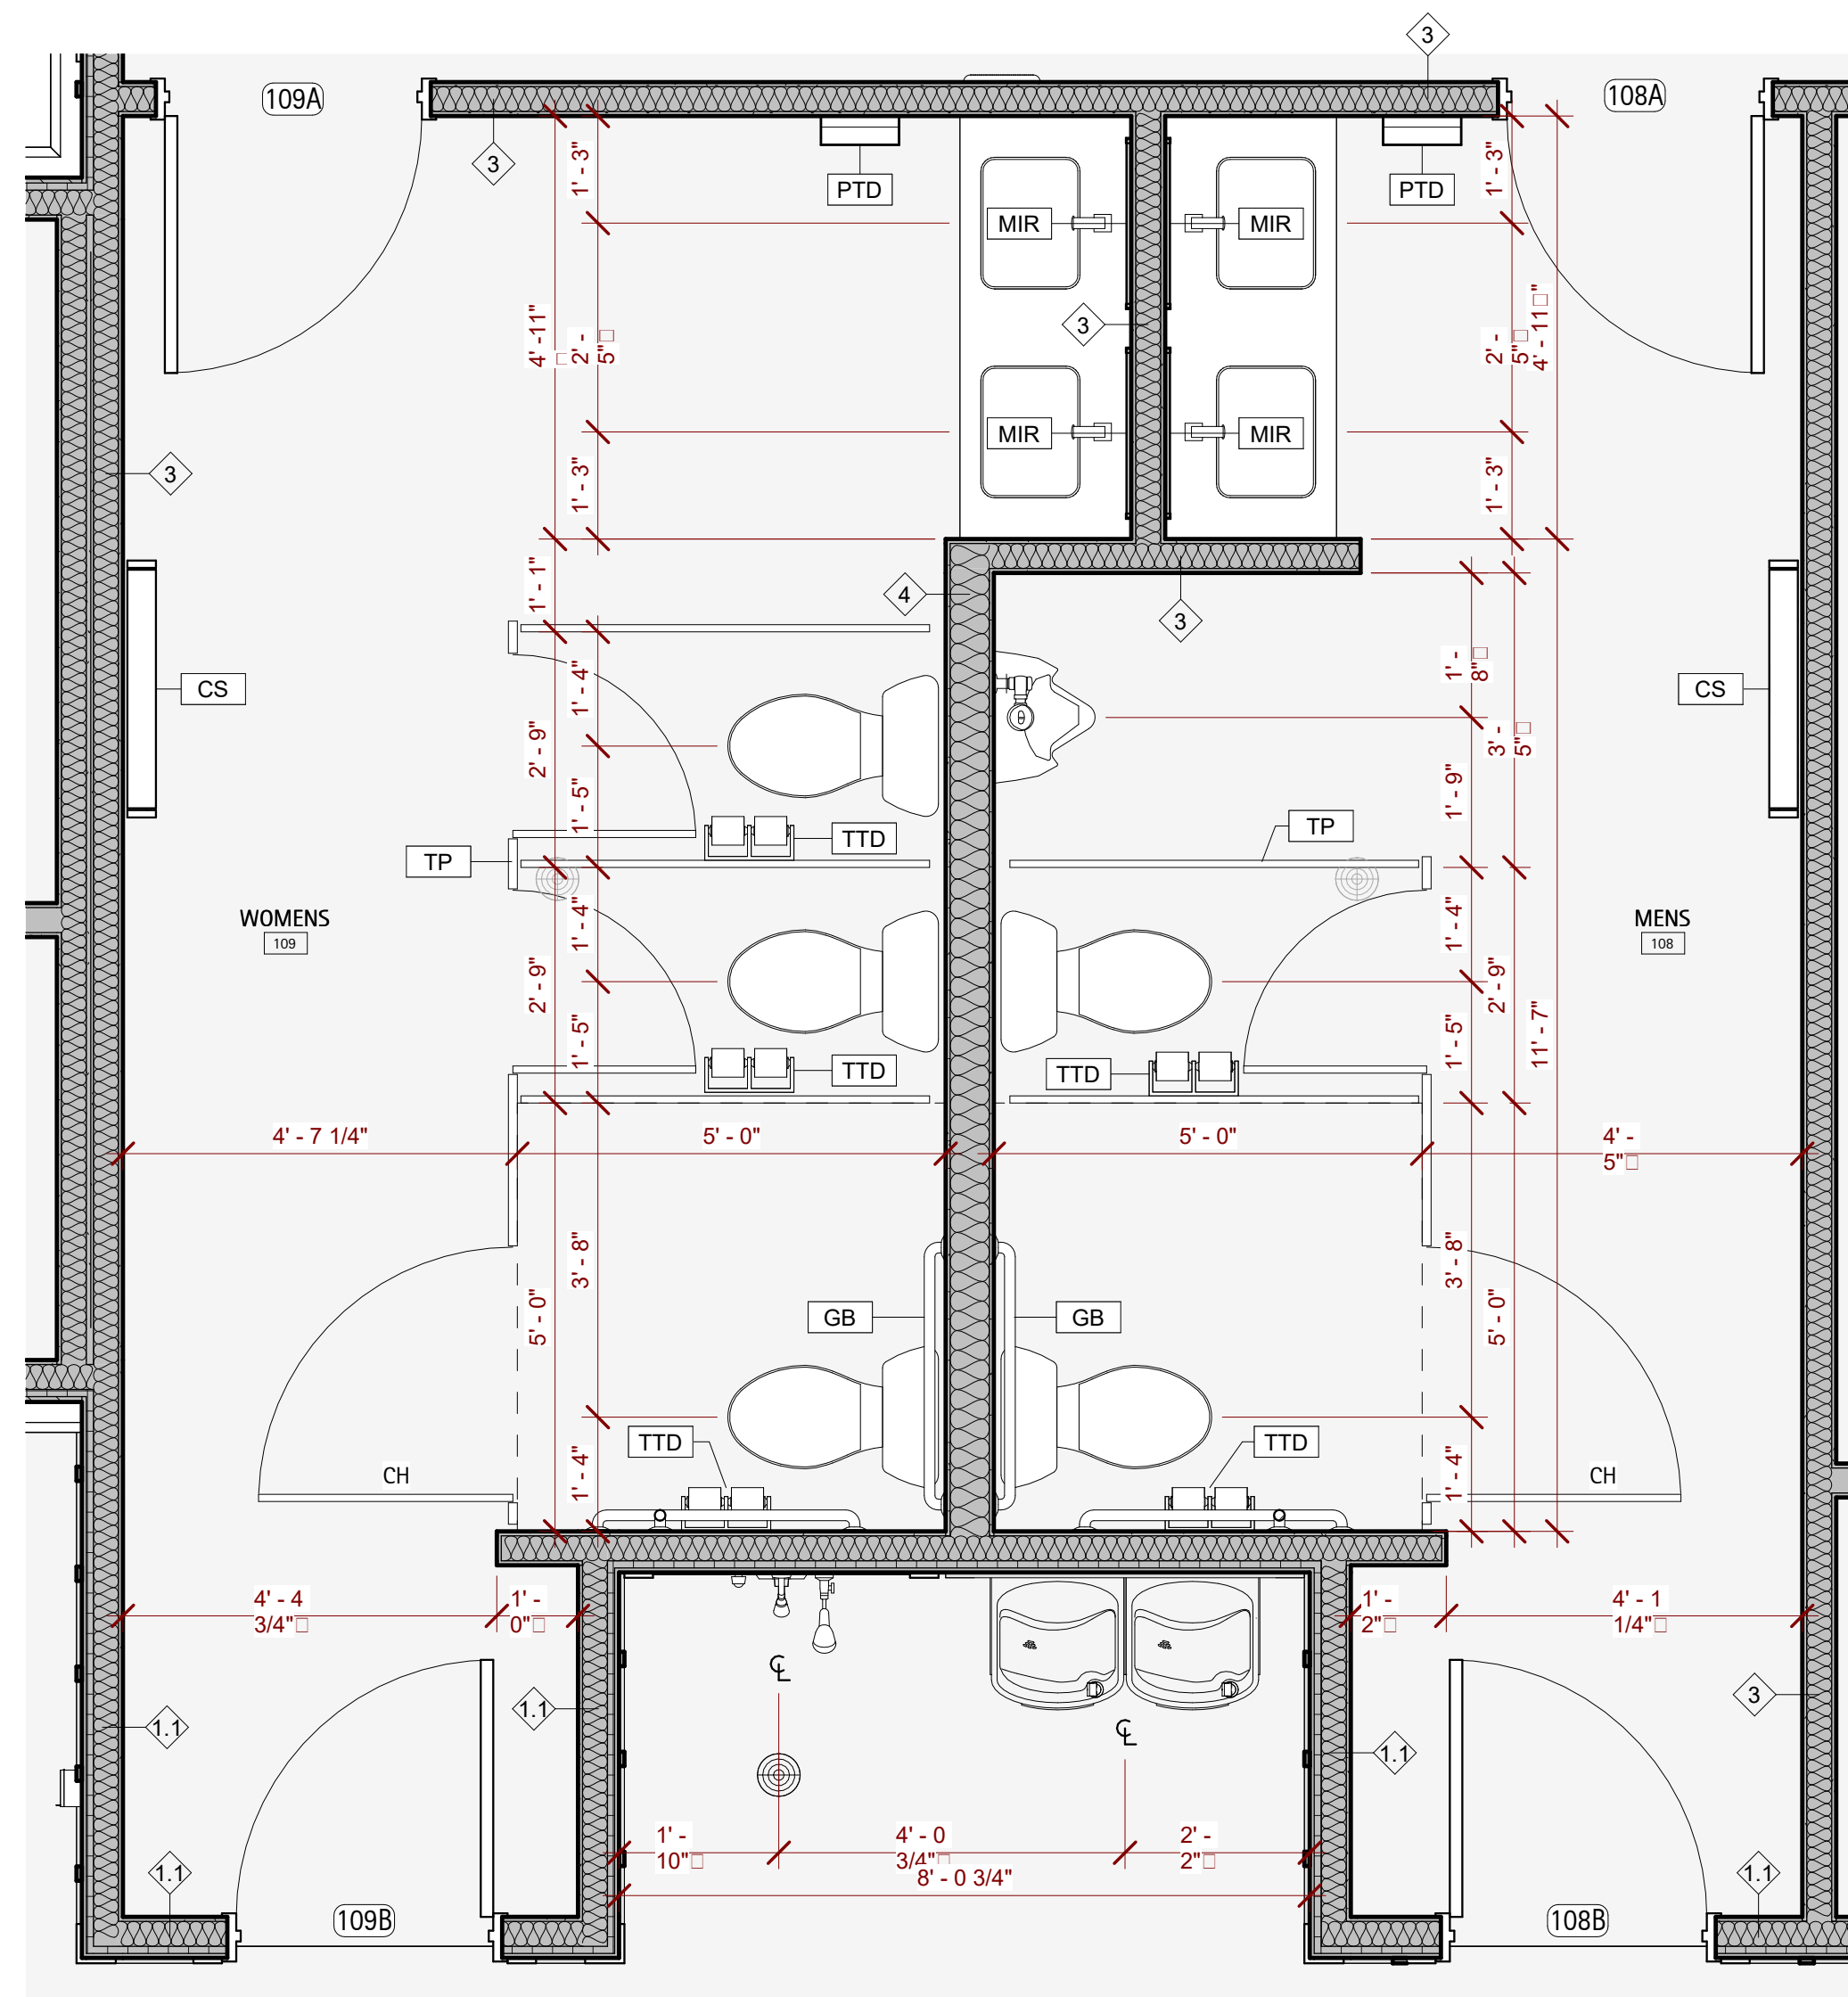 3
109A
108A
3
1' - 3"
1' - 3"
PTD
PTD
MIR
MIR
4' -11"□
2' - 5"□
3
2' - 5"□
4' - 11□"
MIR
MIR
3
1' - 3"
1' - 3"
1' - 1"
4
3
CS
1' - 4"
1' - 8"□
CS
2' - 9"
3' - 5"□
1' - 5"
1' - 9"
TTD
TP
TP
WOMENS
109
1' - 4"
1' - 4"
MENS
108
2' - 9"
2' - 9"
1' - 5"
1' - 5"
11' - 7"
TTD
TTD
4' - 7 1/4"
5' - 0"
5' - 0"
4' -
5"□
3' - 8"
3' - 8"
5' - 0"
GB
GB
5' - 0"
TTD
TTD
CH
1' - 4"
1' - 4"
CH
4' - 4
3/4"□
1' -
0"□
1' -
2"□
4' - 1
1/4"□
℄
1.1
1.1
℄
1.1
3
1' -
10"□
4' - 0
3/4"□
2' -
2"□
8' - 0 3/4"
1.1
1.1
109B
108B